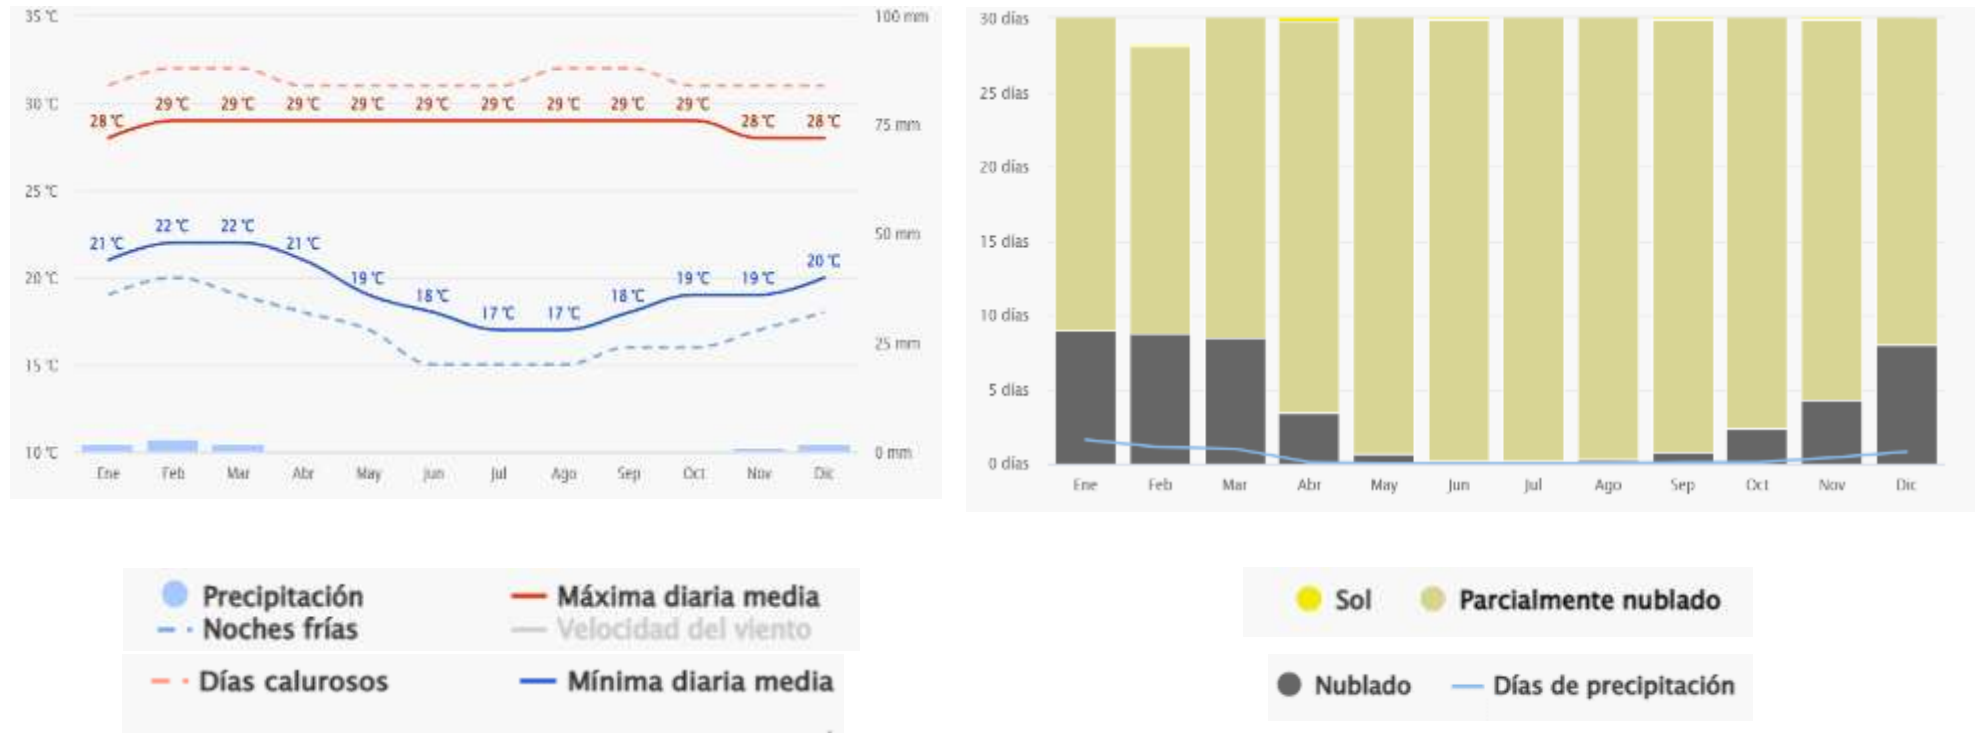 35 °C
100 mm
30 °C
75 mm
25 °C
50 mm
20 °C
25 mm
15 °C
10 °C
0 mm
28 °C 29 °C 29 °C 29 °C 29 °C 29 °C 29 °C 29 °C 29 °C 29 °C 28 °C 28 °C
21 °C 22 °C 22 °C 21 °C 19 °C 18 °C 17 °C 17 °C 18 °C 19 °C 19 °C 20 °C
Ene Feb Mar Abr May Jun Jul Ago Sep Oct Nov Dic
Precipitación Máxima diaria media
Noches frías Velocidad del viento
Días calurosos Mínima diaria media
30 días
25 días
20 días
15 días
10 días
5 días
0 días
Ene Feb Mar Abr May Jun Jul Ago Sep Oct Nov Dic
Sol Parcialmente nublado
Nublado Días de precipitación